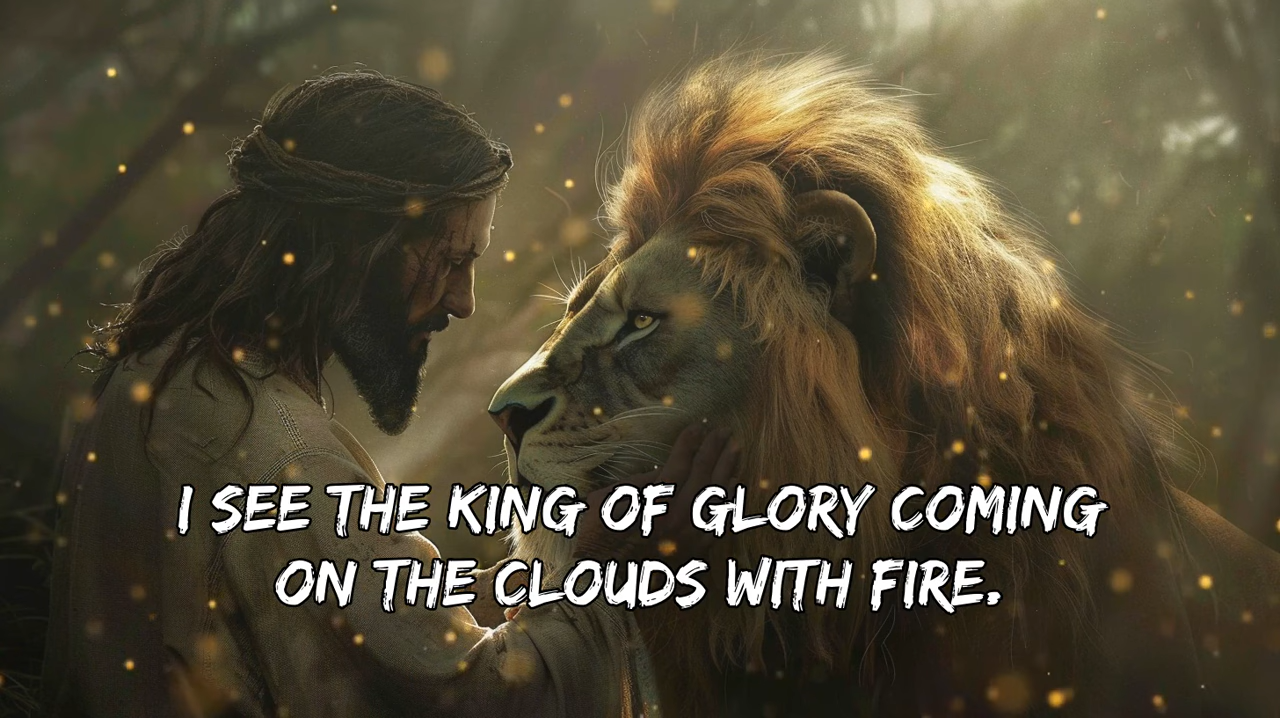 I SEE THE KING OF GLORY COMING
ON THE CLOUDS WITH FIRE.